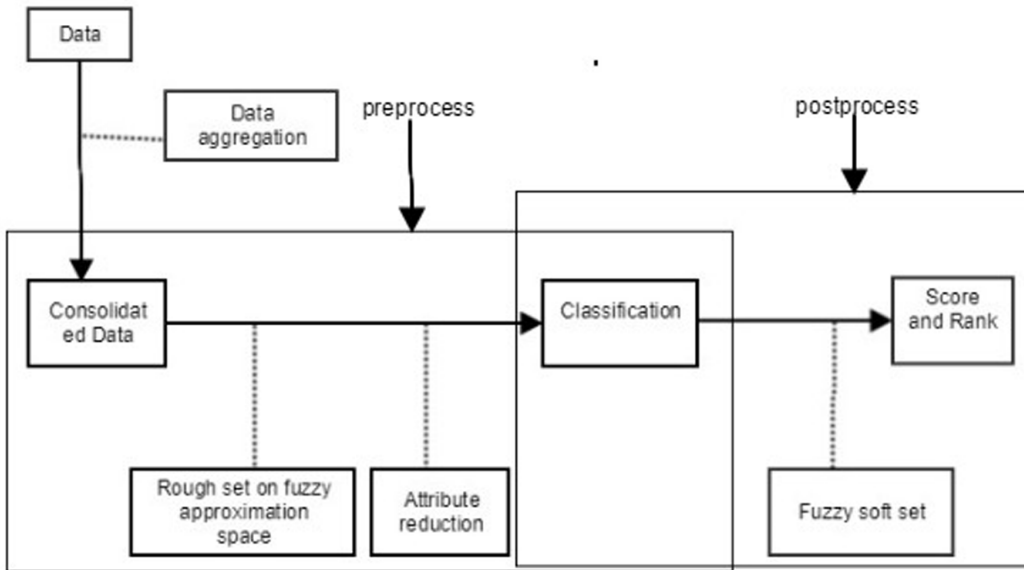 Data
Data
aggregation
preprocess
postprocess
Consolidat
ed Data
Classification
Score
and Rank
Rough set on fuzzy
approximation
space
Attribute
reduction
Fuzzy soft set